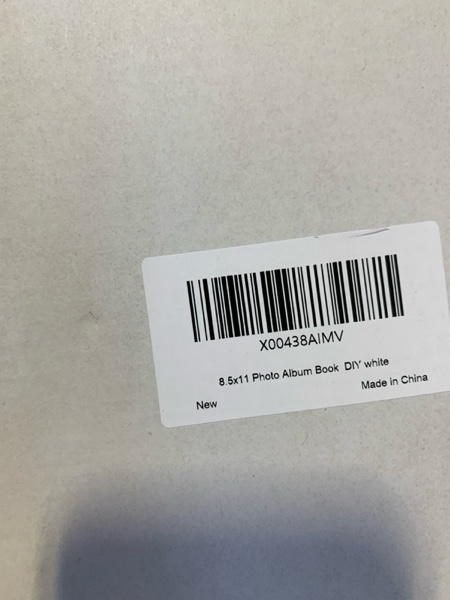 X00438AIMV
8.5x11 Photo Album Book DIY white
New
Made in China